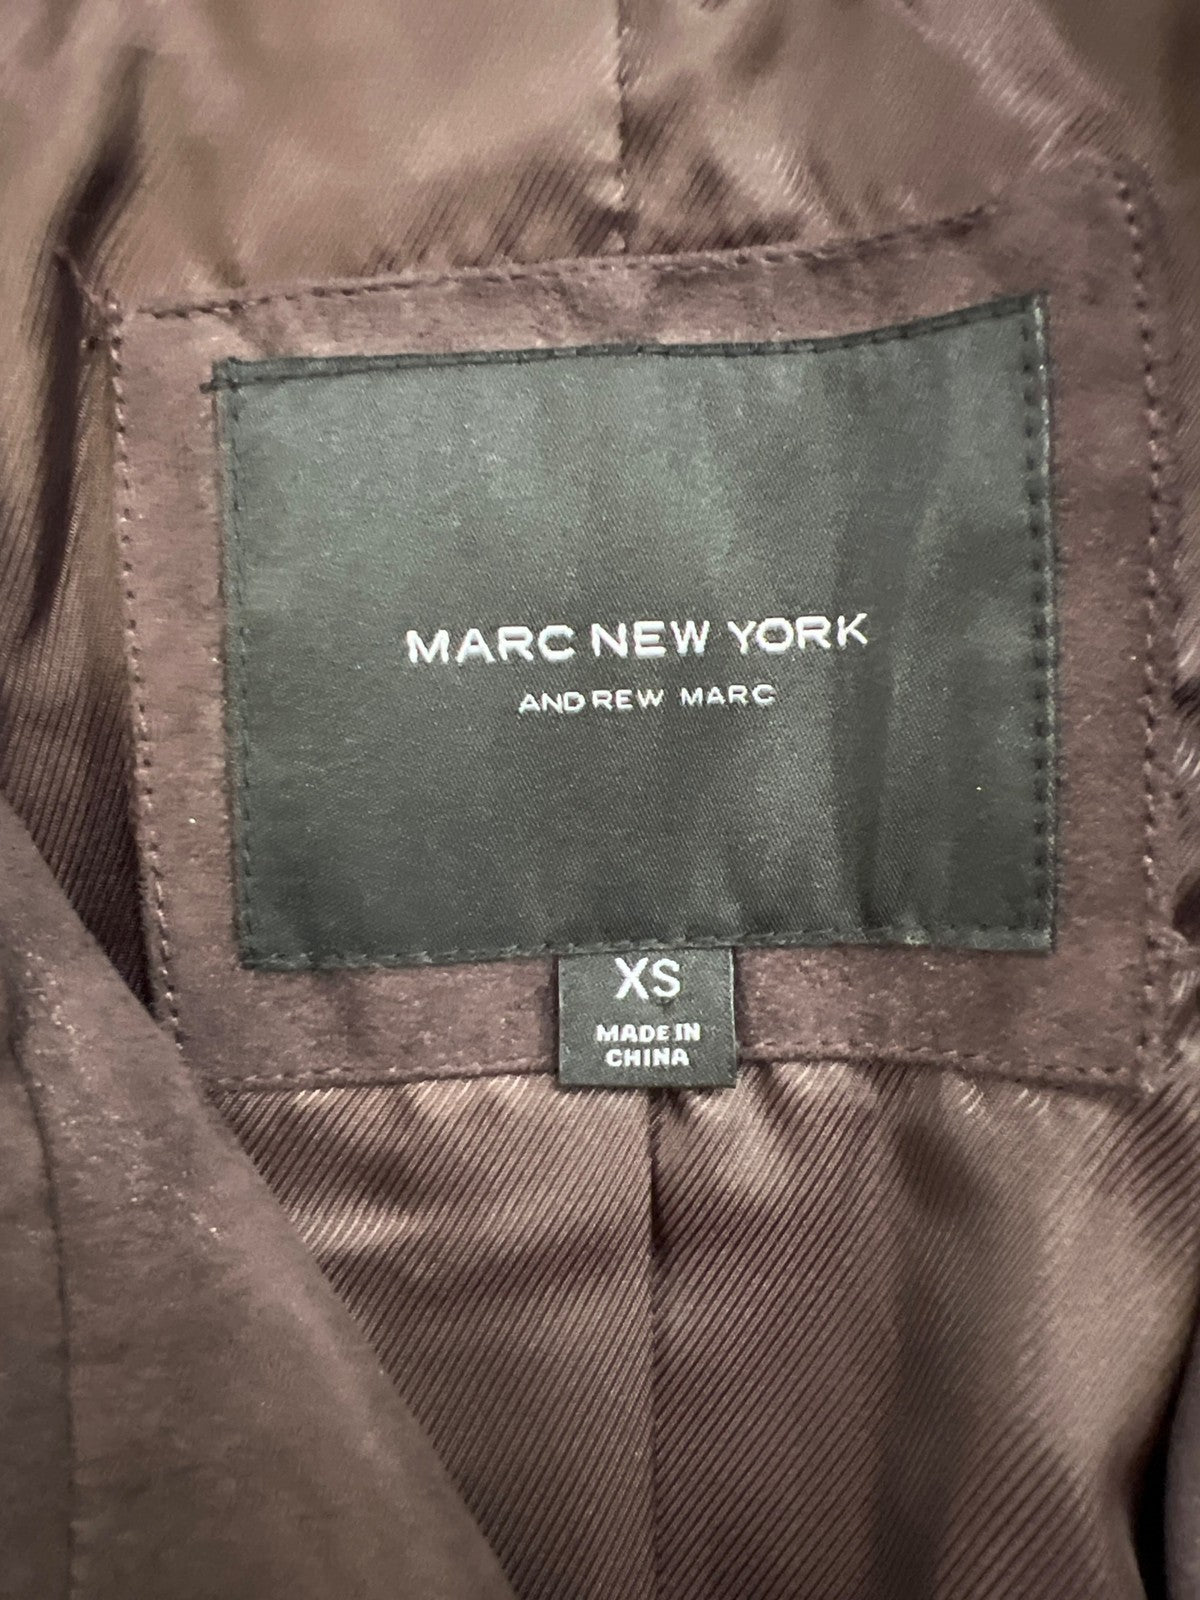 MARC NEW YORK
ANDREW MARC
XS
MADE IN
CHINA